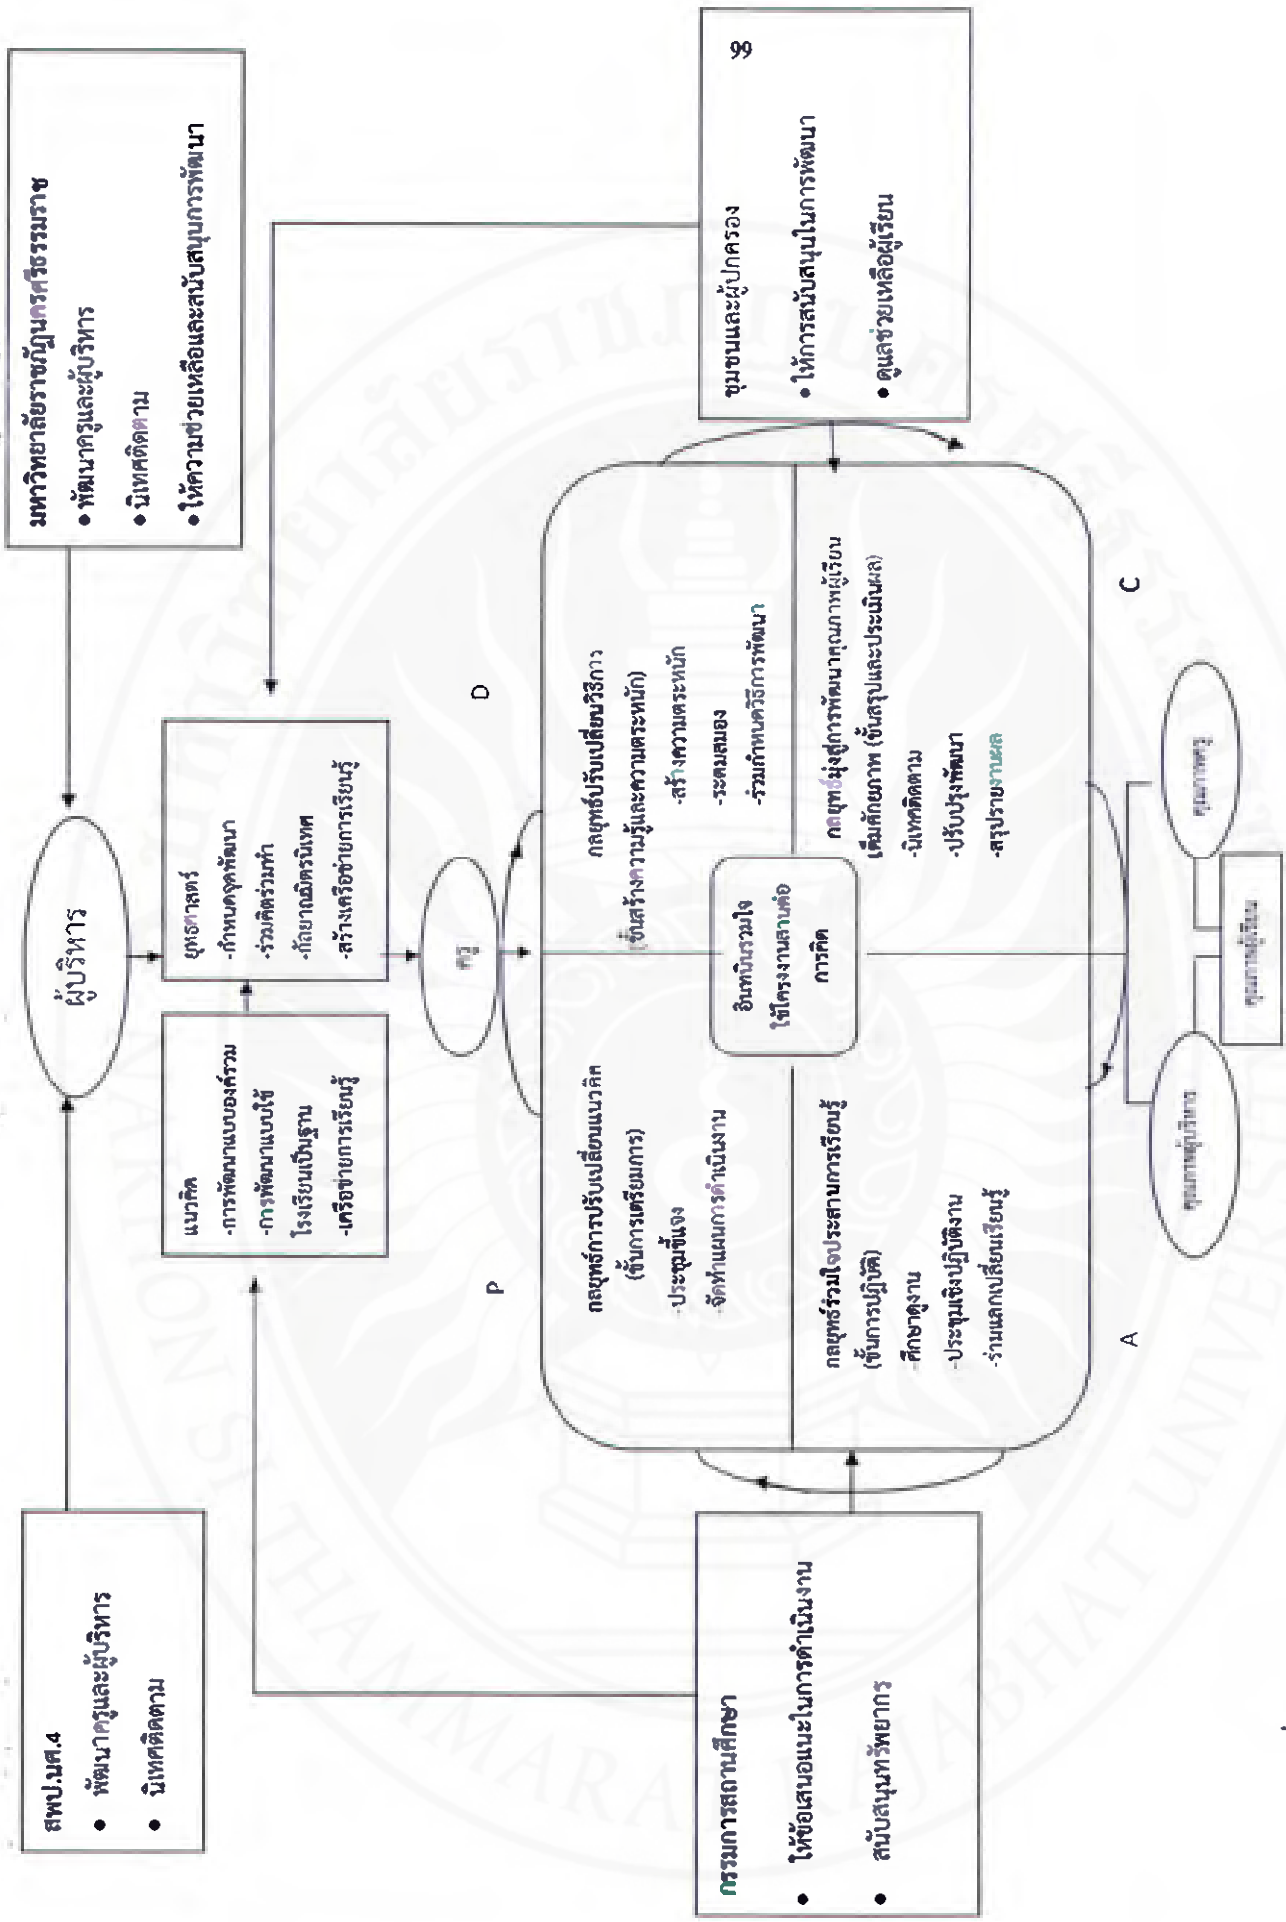 สพป.นศ.4
● พัฒนาครูและผู้บริหาร
● นิเทศติดตาม
ผู้บริหาร
มหาวิทยาลัยราชภัฏนครศรีธรรมราช
● พัฒนาครูและผู้บริหาร
● นิเทศติดตาม
● ให้ความช่วยเหลือและสนับสนุนการพัฒนา
แนวคิด
-การพัฒนาแบบองค์รวม
-การพัฒนาแบบใช้
โรงเรียนเป็นฐาน
-เครือข่ายการเรียนรู้
ยุทธศาสตร์
-กำหนดจุดพัฒนา
-ร่วมคิดร่วมทำ
-กัลยาณมิตรนิเทศ
-สร้างเครือข่ายการเรียนรู้
ครู
P
D
กลยุทธ์การปรับเปลี่ยนแนวคิด
(ขั้นการเตรียมการ)
-ประชุมชี้แจง
-จัดทำแผนการดำเนินงาน
กลยุทธ์ปรับเปลี่ยนวิธีการ
(ขั้นสร้างความรู้และความตระหนัก)
-สร้างความตระหนัก
-ระดมสมอง
-ร่วมกำหนดวิธีการพัฒนา
อินทนินรวมใจ
ใช้โครงงานสานต่อ
การคิด
กลยุทธ์ร่วมใจประสานการเรียนรู้
(ขั้นการปฏิบัติ)
-ศึกษาดูงาน
-ประชุมเชิงปฏิบัติงาน
-ร่วมแลกเปลี่ยนเรียนรู้
กลยุทธ์มุ่งสู่การพัฒนาคุณภาพผู้เรียน
เต็มศักยภาพ (ขั้นสรุปและประเมินผล)
-นิเทศติดตาม
-ปรับปรุงพัฒนา
-สรุปรายงานผล
A
C
กรรมการสถานศึกษา
● ให้ข้อเสนอแนะในการดำเนินงาน
● สนับสนุนทรัพยากร
ชุมชนและผู้ปกครอง
● ให้การสนับสนุนในการพัฒนา
● ดูแลช่วยเหลือผู้เรียน
99
คุณภาพผู้บริหาร
คุณภาพครู
คุณภาพผู้เรียน
NAKHON SI THAMMARAT RAJABHAT UNIVERSITY